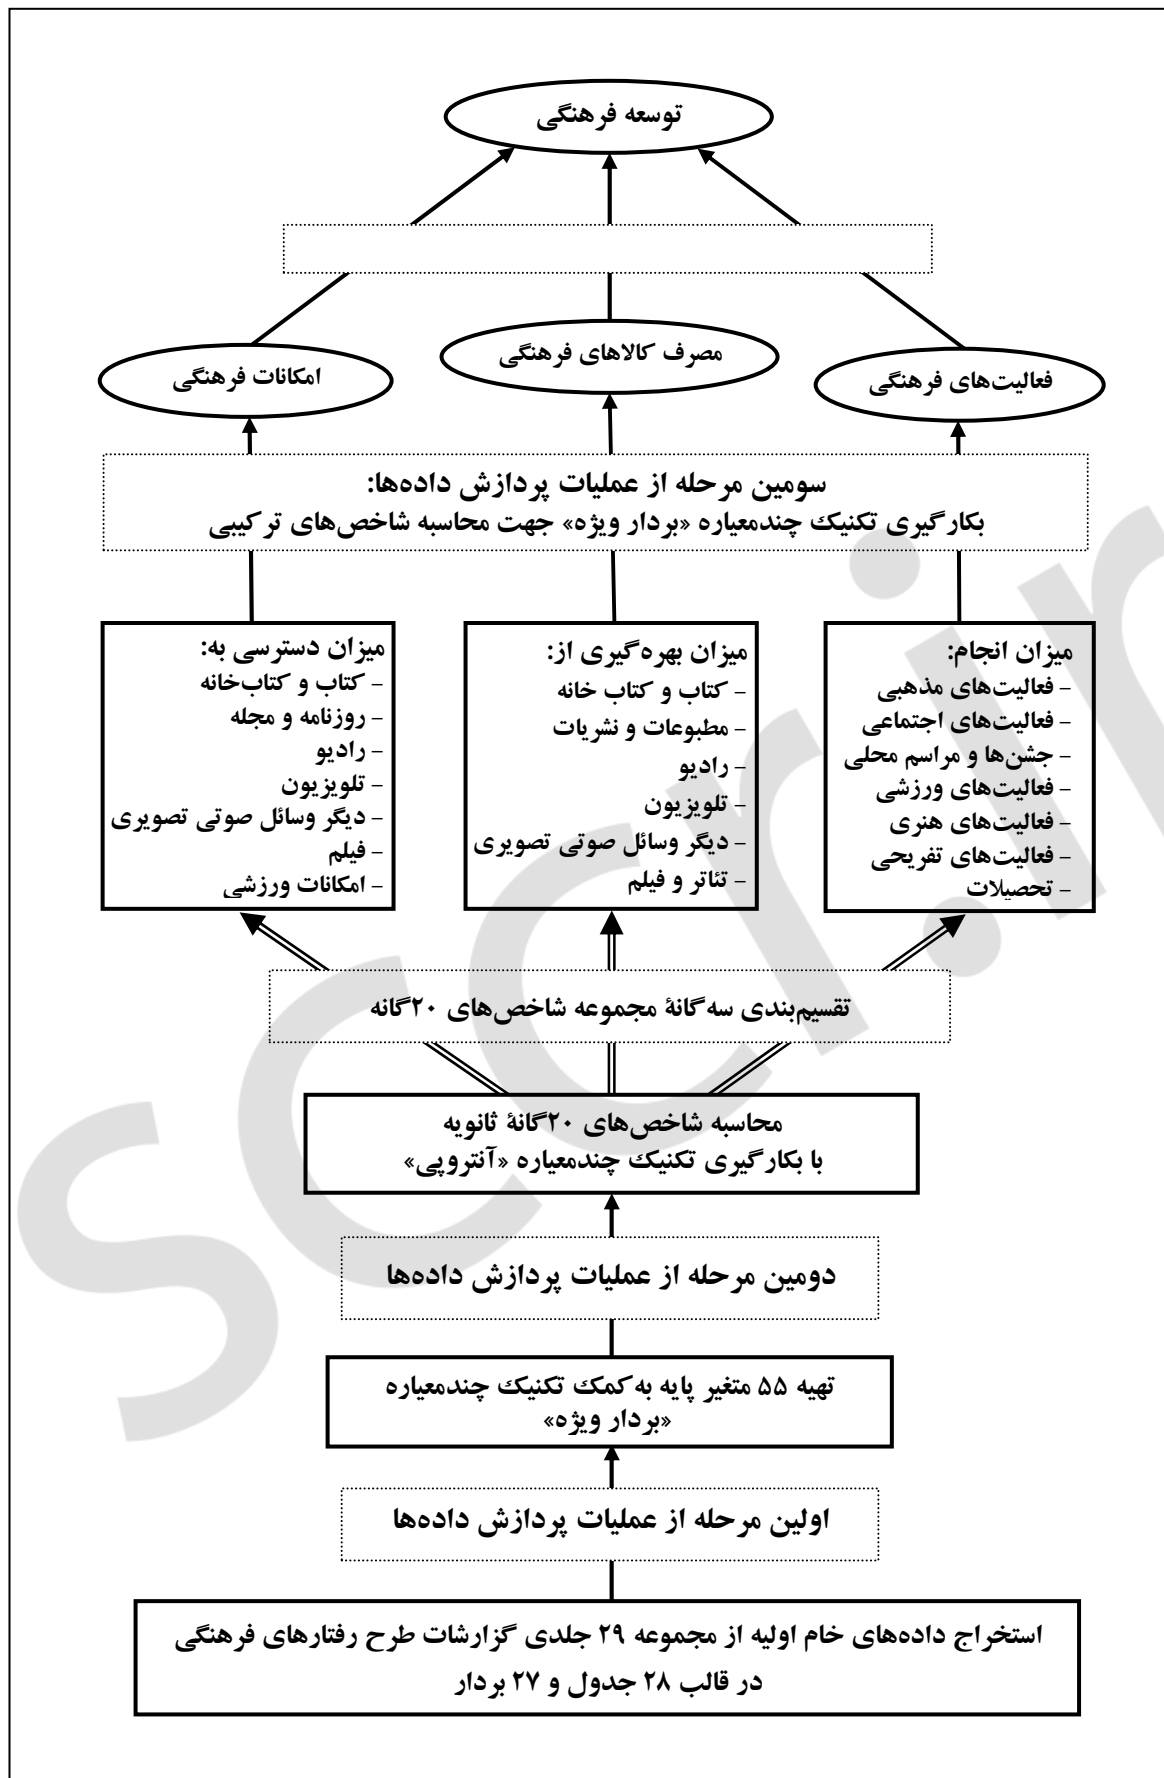 توسعه فرهنگی
فعالیت‌های فرهنگی
مصرف کالاهای فرهنگی
امکانات فرهنگی
سومین مرحله از عملیات پردازش داده‌ها:
بکارگیری تکنیک چندمعیاره «بردار ویژه» جهت محاسبه شاخص‌های ترکیبی
میزان انجام:
- فعالیت‌های مذهبی
- فعالیت‌های اجتماعی
- جشن‌ها و مراسم محلی
- فعالیت‌های ورزشی
- فعالیت‌های هنری
- فعالیت‌های تفریحی
- تحصیلات
میزان بهره‌گیری از:
- کتاب و کتاب خانه
- مطبوعات و نشریات
- رادیو
- تلویزیون
- دیگر وسائل صوتی تصویری
- تئاتر و فیلم
میزان دسترسی به:
- کتاب و کتاب‌خانه
- روزنامه و مجله
- رادیو
- تلویزیون
- دیگر وسائل صوتی تصویری
- فیلم
- امکانات ورزشی
تقسیم‌بندی سه‌گانۀ مجموعه شاخص‌های ۲۰گانه
محاسبه شاخص‌های ۲۰گانۀ ثانویه
با بکارگیری تکنیک چندمعیاره «آنتروپی»
دومین مرحله از عملیات پردازش داده‌ها
تهیه ۵۵ متغیر پایه به کمک تکنیک چندمعیاره
«بردار ویژه»
اولین مرحله از عملیات پردازش داده‌ها
استخراج داده‌های خام اولیه از مجموعه ۲۹ جلدی گزارشات طرح رفتارهای فرهنگی
در قالب ۲۸ جدول و ۲۷ بردار
sccr.ir